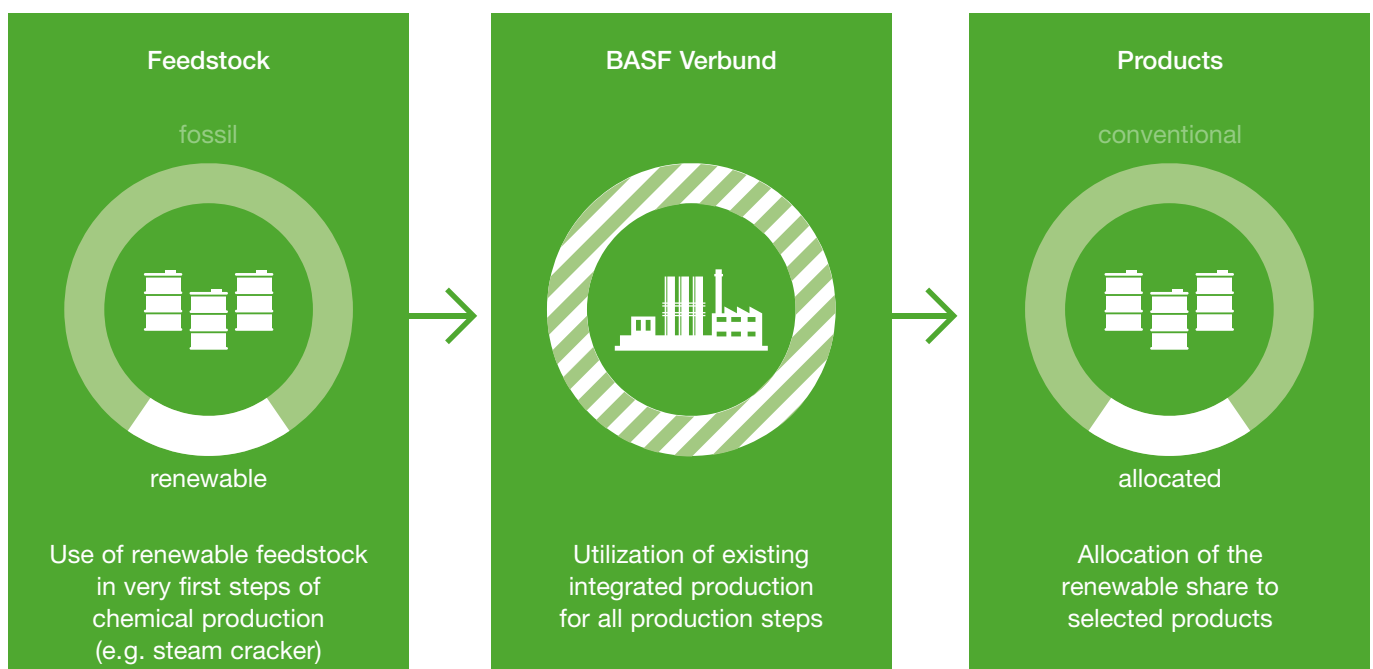 Feedstock
fossil
renewable
Use of renewable feedstock
in very first steps of
chemical production
(e.g. steam cracker)
BASF Verbund
Utilization of existing
integrated production
for all production steps
Products
conventional
allocated
Allocation of the
renewable share to
selected products